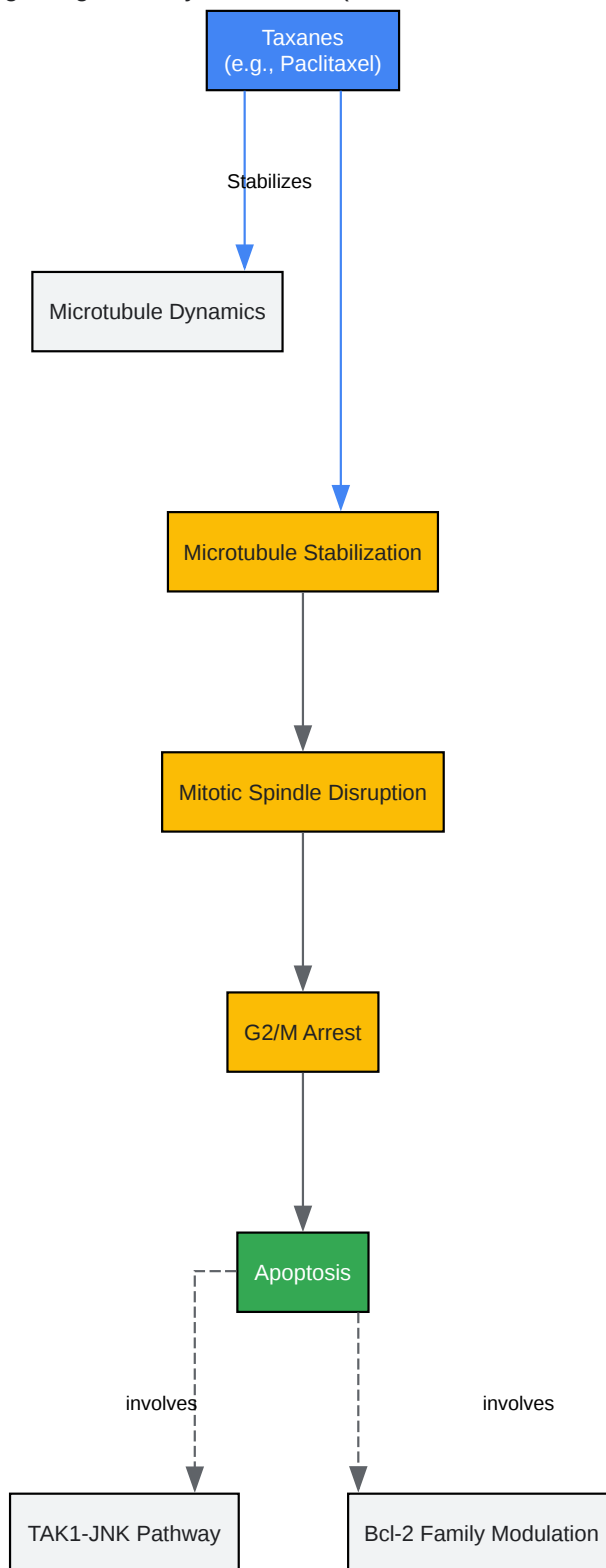 Taxanes
(e.g., Paclitaxel)
Stabilizes
Microtubule Dynamics
Microtubule Stabilization
Mitotic Spindle Disruption
G2/M Arrest
Apoptosis
involves
involves
TAK1-JNK Pathway
Bcl-2 Family Modulation